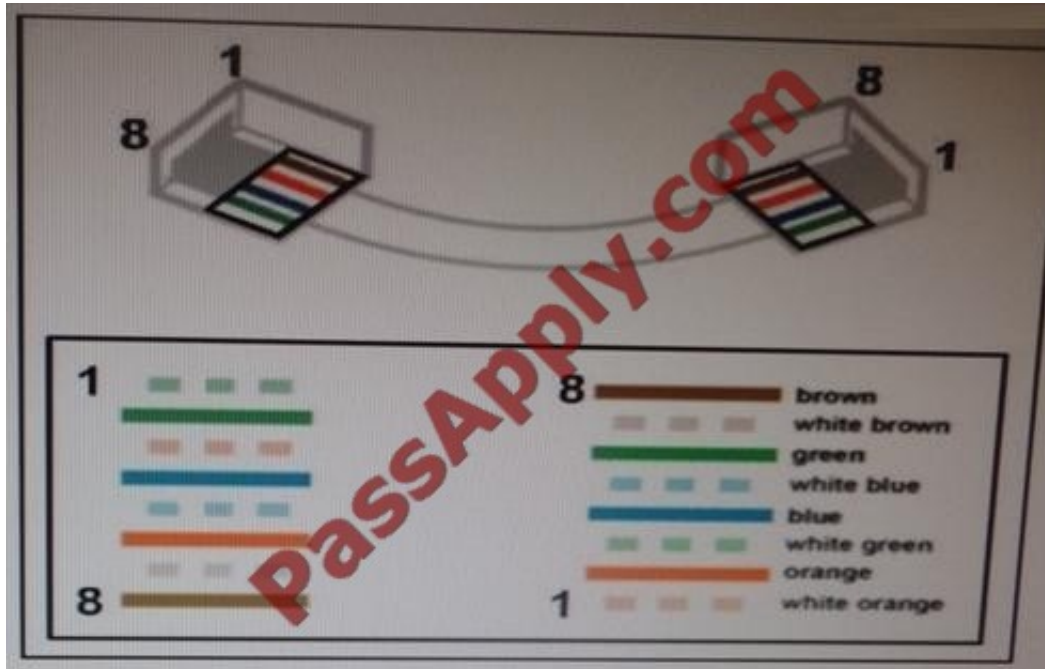 1
8
8
1
PassApply.com
1
8
8
brown
white brown
green
white blue
blue
white green
orange
1
white orange